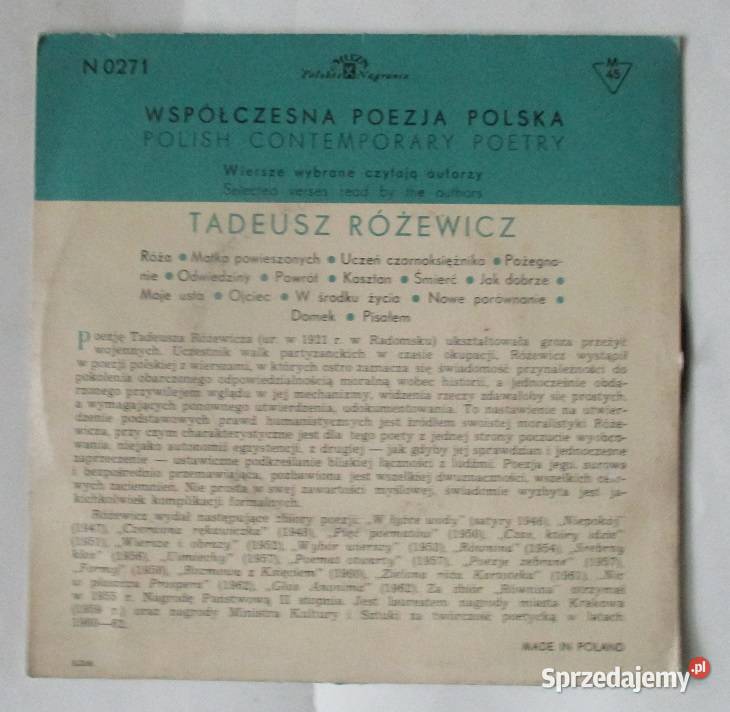 N 0271
MUZA
Polskie Nagrania
M
45
WSPÓŁCZESNA POEZJA POLSKA
POLISH CONTEMPORARY POETRY
Wiersze wybrane czytają autorzy
Selected verses read by the authors
TADEUSZ RÓŻEWICZ
Róża • Matka powieszonych • Uczeń czarnoksiężnika • Pożegna-
nie • Odwiedziny • Powrót • Kasztan • Śmierć • Jak dobrze •
Moje usta • Ojciec • W środku życia • Nowe porównanie •
Domek • Pisałem
Poezję Tadeusza Różewicza (ur. w 1921 r. w Radomsku) ukształtowała groza przeżyć
wojennych. Uczestnik walk partyzanckich w czasie okupacji, Różewicz wystąpił
w poezji polskiej z wierszami, w których ostro zaznacza się świadomość przynależności do
pokolenia obarczonego odpowiedzialnością moralną wobec historii, a jednocześnie obda-
rzonego przywilejem wglądu w jej mechanizmy, widzenia rzeczy zdawałoby się prostych,
a wymagających ponownego utwierdzenia, udokumentowania. To nastawienie na utwier-
dzenie podstawowych prawd humanistycznych jest źródłem swoistej moralistyki Róże-
wicza, przy czym charakterystyczne jest dla tego poety z jednej strony poczucie wyobco-
wania, niejako autonomii egzystencji, z drugiej — jak gdyby jej sprawdzian i jednoczesne
zaprzeczenie — ustawiczne podkreślanie bliskiej łączności z ludźmi. Poezja jego, surowa
i bezpośrednio przemawiająca, pozbawiona jest wszelkiej dwuznaczności, wszelkich
wych zaciemnień. Nie uroda w swej zawartości myślowej, świadomie wyzbyta jest ja-
kichkolwiek komplikacji formalnych.
Różewicz wydał następujące zbiory poezji: „W łyżce wody" (satyry 1946), „Niepokój"
(1947), „Czerwona rękawiczka" (1948), „Pięć poematów" (1950), „Czas, który idzie"
(1951), „Wiersze i obrazy" (1952), „Wybór wierszy" (1953), „Równina" (1954), „Srebrny
kłos" (1955), „Uśmiechy" (1957), „Poemat otwarty" (1957), „Poezje zebrane" (1957),
„Formy" (1958), „Rozmowa z Księciem" (1960), „Zielona róża Kartoteka" (1961), „Nic
w płaszczu Prospera" (1962), „Głos Anonima" (1962). Za zbiór „Równina" otrzymał
w 1955 r. Nagrodę Państwową II stopnia. Jest laureatem nagrody miasta Krakowa
(1959 r.) oraz nagrody Ministra Kultury i Sztuki za twórczość poetycką w latach
1960—62.
MADE IN POLAND
Sprzedajemy.pl